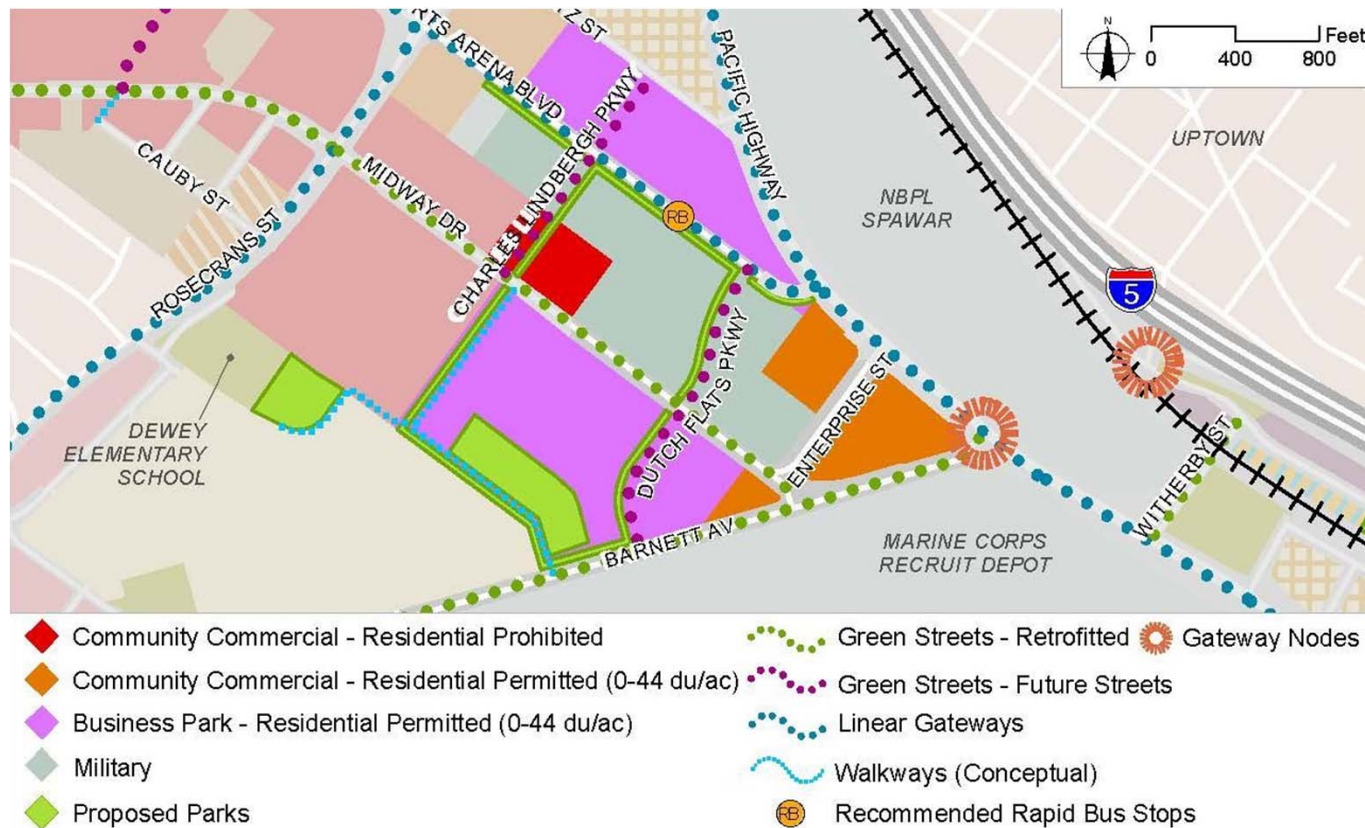 RTS ARENA BLVD
TZ ST
PACIFIC HIGHWAY
N
Feet
0 400 800
UPTOWN
CHARLES LINDBERGH PKWY
CAUBY ST
MIDWAY DR
NBPL
SPAWAR
RB
ROSECRANS ST
5
DUTCH FLATS PKWY
ENTERPRISE ST
WITHERBY ST
DEWEY
ELEMENTARY
SCHOOL
BARNETT AV
MARINE CORPS
RECRUIT DEPOT
Community Commercial - Residential Prohibited
Community Commercial - Residential Permitted (0-44 du/ac)
Business Park - Residential Permitted (0-44 du/ac)
Military
Proposed Parks
Green Streets - Retrofitted
Green Streets - Future Streets
Linear Gateways
Walkways (Conceptual)
RB Recommended Rapid Bus Stops
Gateway Nodes